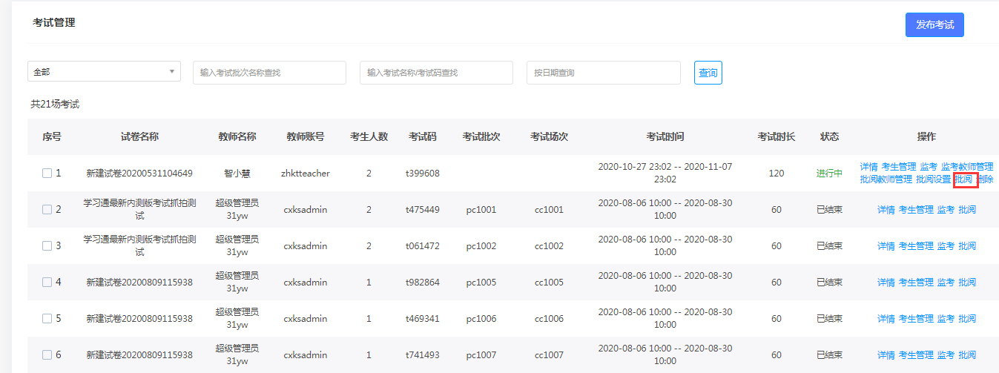 考试管理
发布考试
全部
输入考试批次名称查找
输入考试名称/考试码查找
按日期查询
查询
共21场考试
序号 试卷名称 教师名称 教师账号 考生人数 考试码 考试批次 考试场次 考试时间 考试时长 状态 操作
1 新建试卷20200531104649 智小慧 zhktteacher 2 t399608 2020-10-27 23:02 -- 2020-11-07 120 进行中 详情 考生管理 监考 监考教师管理
23:02 批阅教师管理 批阅设置 批阅 删除
2 学习通最新内测版考试抓拍测 超级管理员 cxksadmin 2 t475449 pc1001 cc1001 2020-08-06 10:00 -- 2020-08-30 60 已结束 详情 考生管理 监考 批阅
试 31yw 10:00
3 学习通最新内测版考试抓拍测 超级管理员 cxksadmin 2 t061472 pc1002 cc1002 2020-08-06 10:00 -- 2020-08-30 60 已结束 详情 考生管理 监考 批阅
试 31yw 10:00
4 新建试卷20200809115938 超级管理员 cxksadmin 1 t982864 pc1005 cc1005 2020-08-06 10:00 -- 2020-08-30 60 已结束 详情 考生管理 监考 批阅
31yw 10:00
5 新建试卷20200809115938 超级管理员 cxksadmin 1 t469341 pc1006 cc1006 2020-08-06 10:00 -- 2020-08-30 60 已结束 详情 考生管理 监考 批阅
31yw 10:00
6 新建试卷20200809115938 超级管理员 cxksadmin 1 t741493 pc1007 cc1007 2020-08-06 10:00 -- 2020-08-30 60 已结束 详情 考生管理 监考 批阅
31yw 10:00